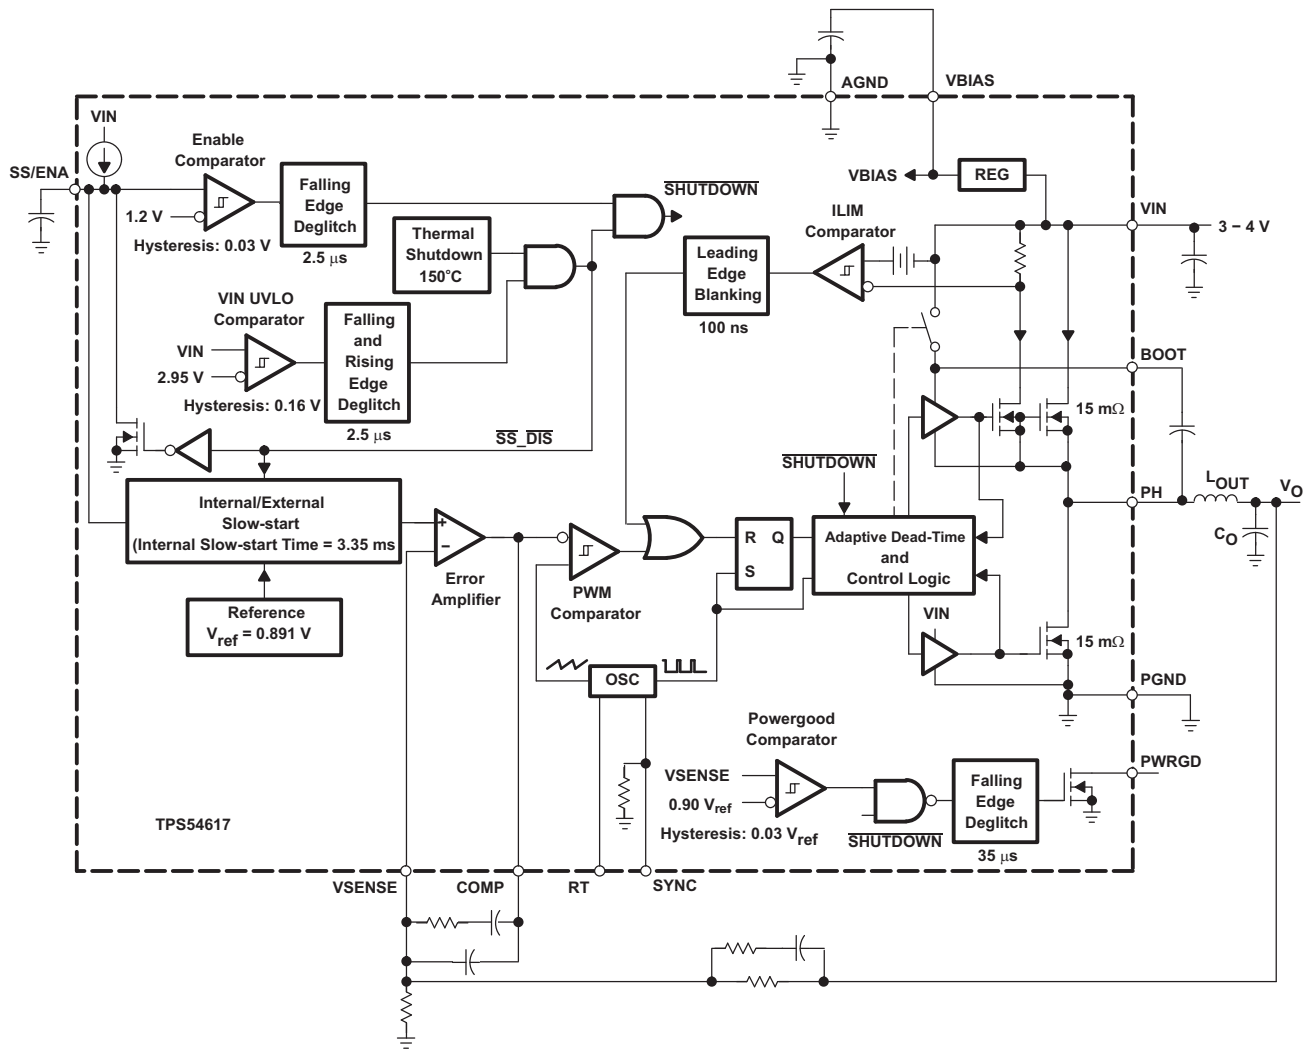 AGND
VBIAS
VIN
Enable
Comparator
SS/ENA
1.2 V
Hysteresis: 0.03 V
Falling
Edge
Deglitch
2.5 μs
SHUTDOWN
VBIAS
REG
VIN
3 − 4 V
Thermal
Shutdown
150°C
Leading
Edge
Blanking
100 ns
ILIM
Comparator
VIN UVLO
Comparator
VIN
2.95 V
Hysteresis: 0.16 V
Falling
and
Rising
Edge
Deglitch
2.5 μs
BOOT
15 mΩ
SS_DIS
SHUTDOWN
PH
LOUT
VO
CO
Internal/External
Slow-start
(Internal Slow-start Time = 3.35 ms
+
−
Error
Amplifier
PWM
Comparator
R Q
S
Adaptive Dead-Time
and
Control Logic
Reference
Vref = 0.891 V
VIN
15 mΩ
OSC
PGND
Powergood
Comparator
VSENSE
0.90 Vref
Hysteresis: 0.03 Vref
SHUTDOWN
Falling
Edge
Deglitch
35 μs
PWRGD
TPS54617
VSENSE
COMP
RT
SYNC